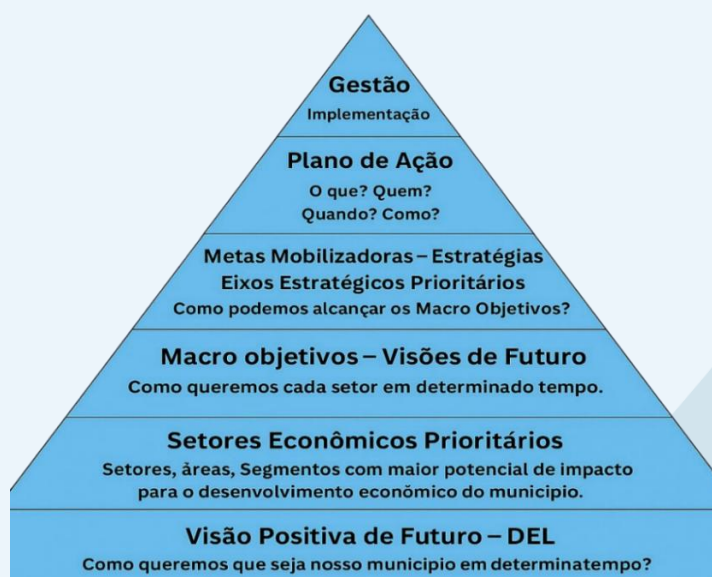 Gestão
Implementação
Plano de Ação
O que? Quem?
Quando? Como?
Metas Mobilizadoras – Estratégias
Eixos Estratégicos Prioritários
Como podemos alcançar os Macro Objetivos?
Macro objetivos – Visões de Futuro
Como queremos cada setor em determinado tempo.
Setores Econômicos Prioritários
Setores, áreas, Segmentos com maior potencial de impacto
para o desenvolvimento econômico do municipio.
Visão Positiva de Futuro – DEL
Como queremos que seja nosso municipio em determinatempo?